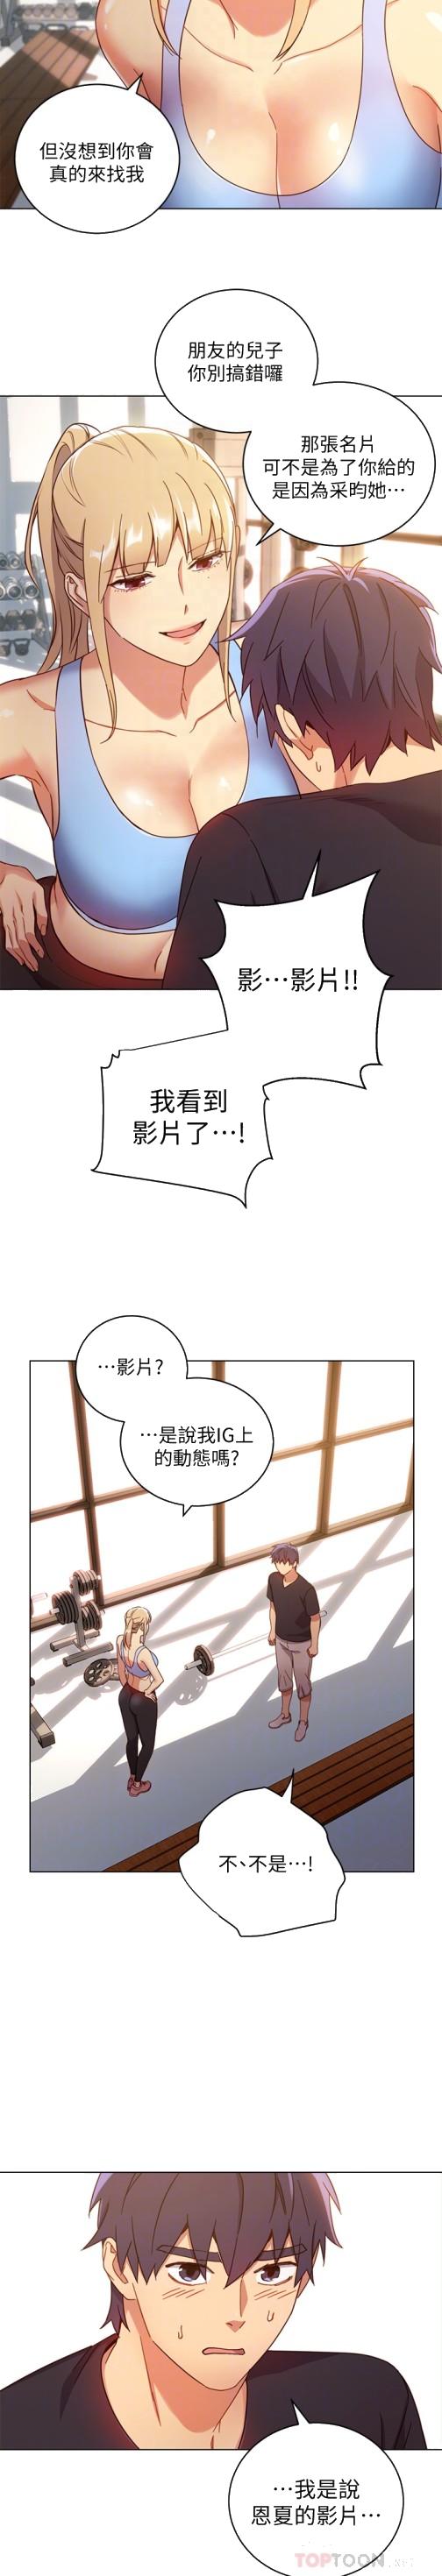 但沒想到你會
真的來找我
朋友的兒子
你別搞錯囉
那張名片
可不是為了你給的
是因為采昀她…
影…影片!!
我看到
影片了…!
…影片?
…是說我IG上
的動態嗎?
不、不是…!
…我是說
恩夏的影片…
TOPTOON.NET